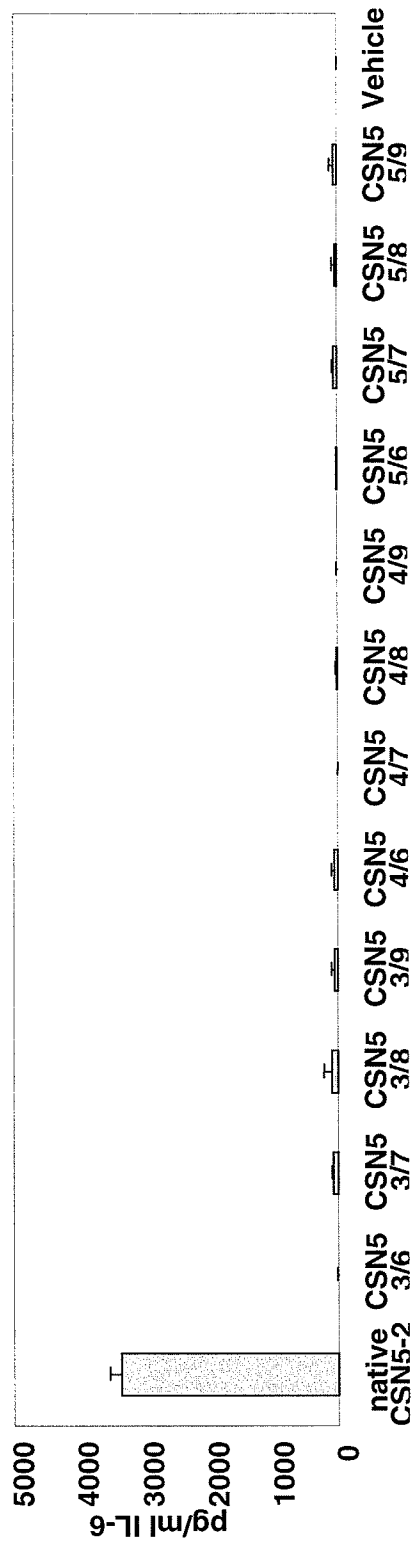 pg/ml IL-6
5000
4000
3000
2000
1000
0
native
CSN5-2
CSN5
3/6
CSN5
3/7
CSN5
3/8
CSN5
3/9
CSN5
4/6
CSN5
4/7
CSN5
4/8
CSN5
4/9
CSN5
5/6
CSN5
5/7
CSN5
5/8
CSN5
5/9
Vehicle